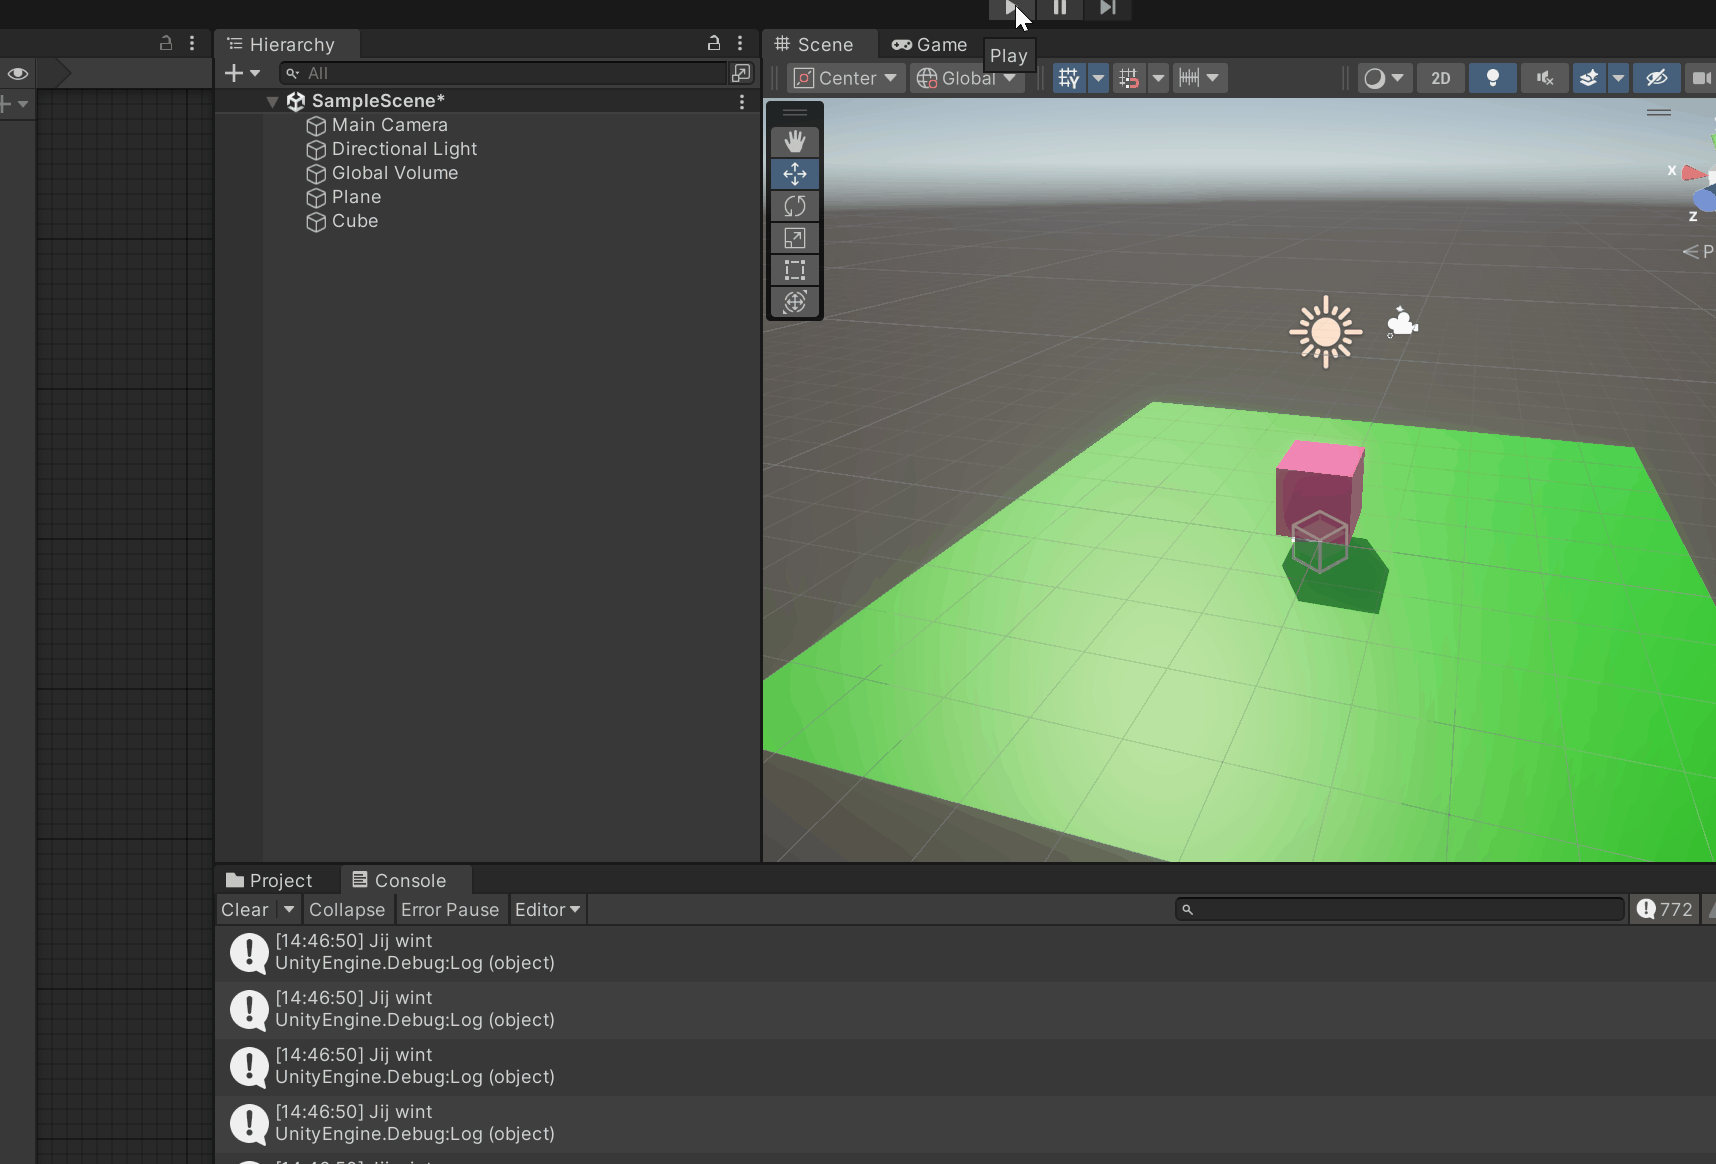 Hierarchy
Scene
Game
Play
All
Center
Global
2D
SampleScene*
Main Camera
Directional Light
Global Volume
Plane
Cube
X
Z
P
Project
Console
Clear
Collapse
Error Pause
Editor
772
[14:46:50] Jij wint
UnityEngine.Debug:Log (object)
[14:46:50] Jij wint
UnityEngine.Debug:Log (object)
[14:46:50] Jij wint
UnityEngine.Debug:Log (object)
[14:46:50] Jij wint
UnityEngine.Debug:Log (object)